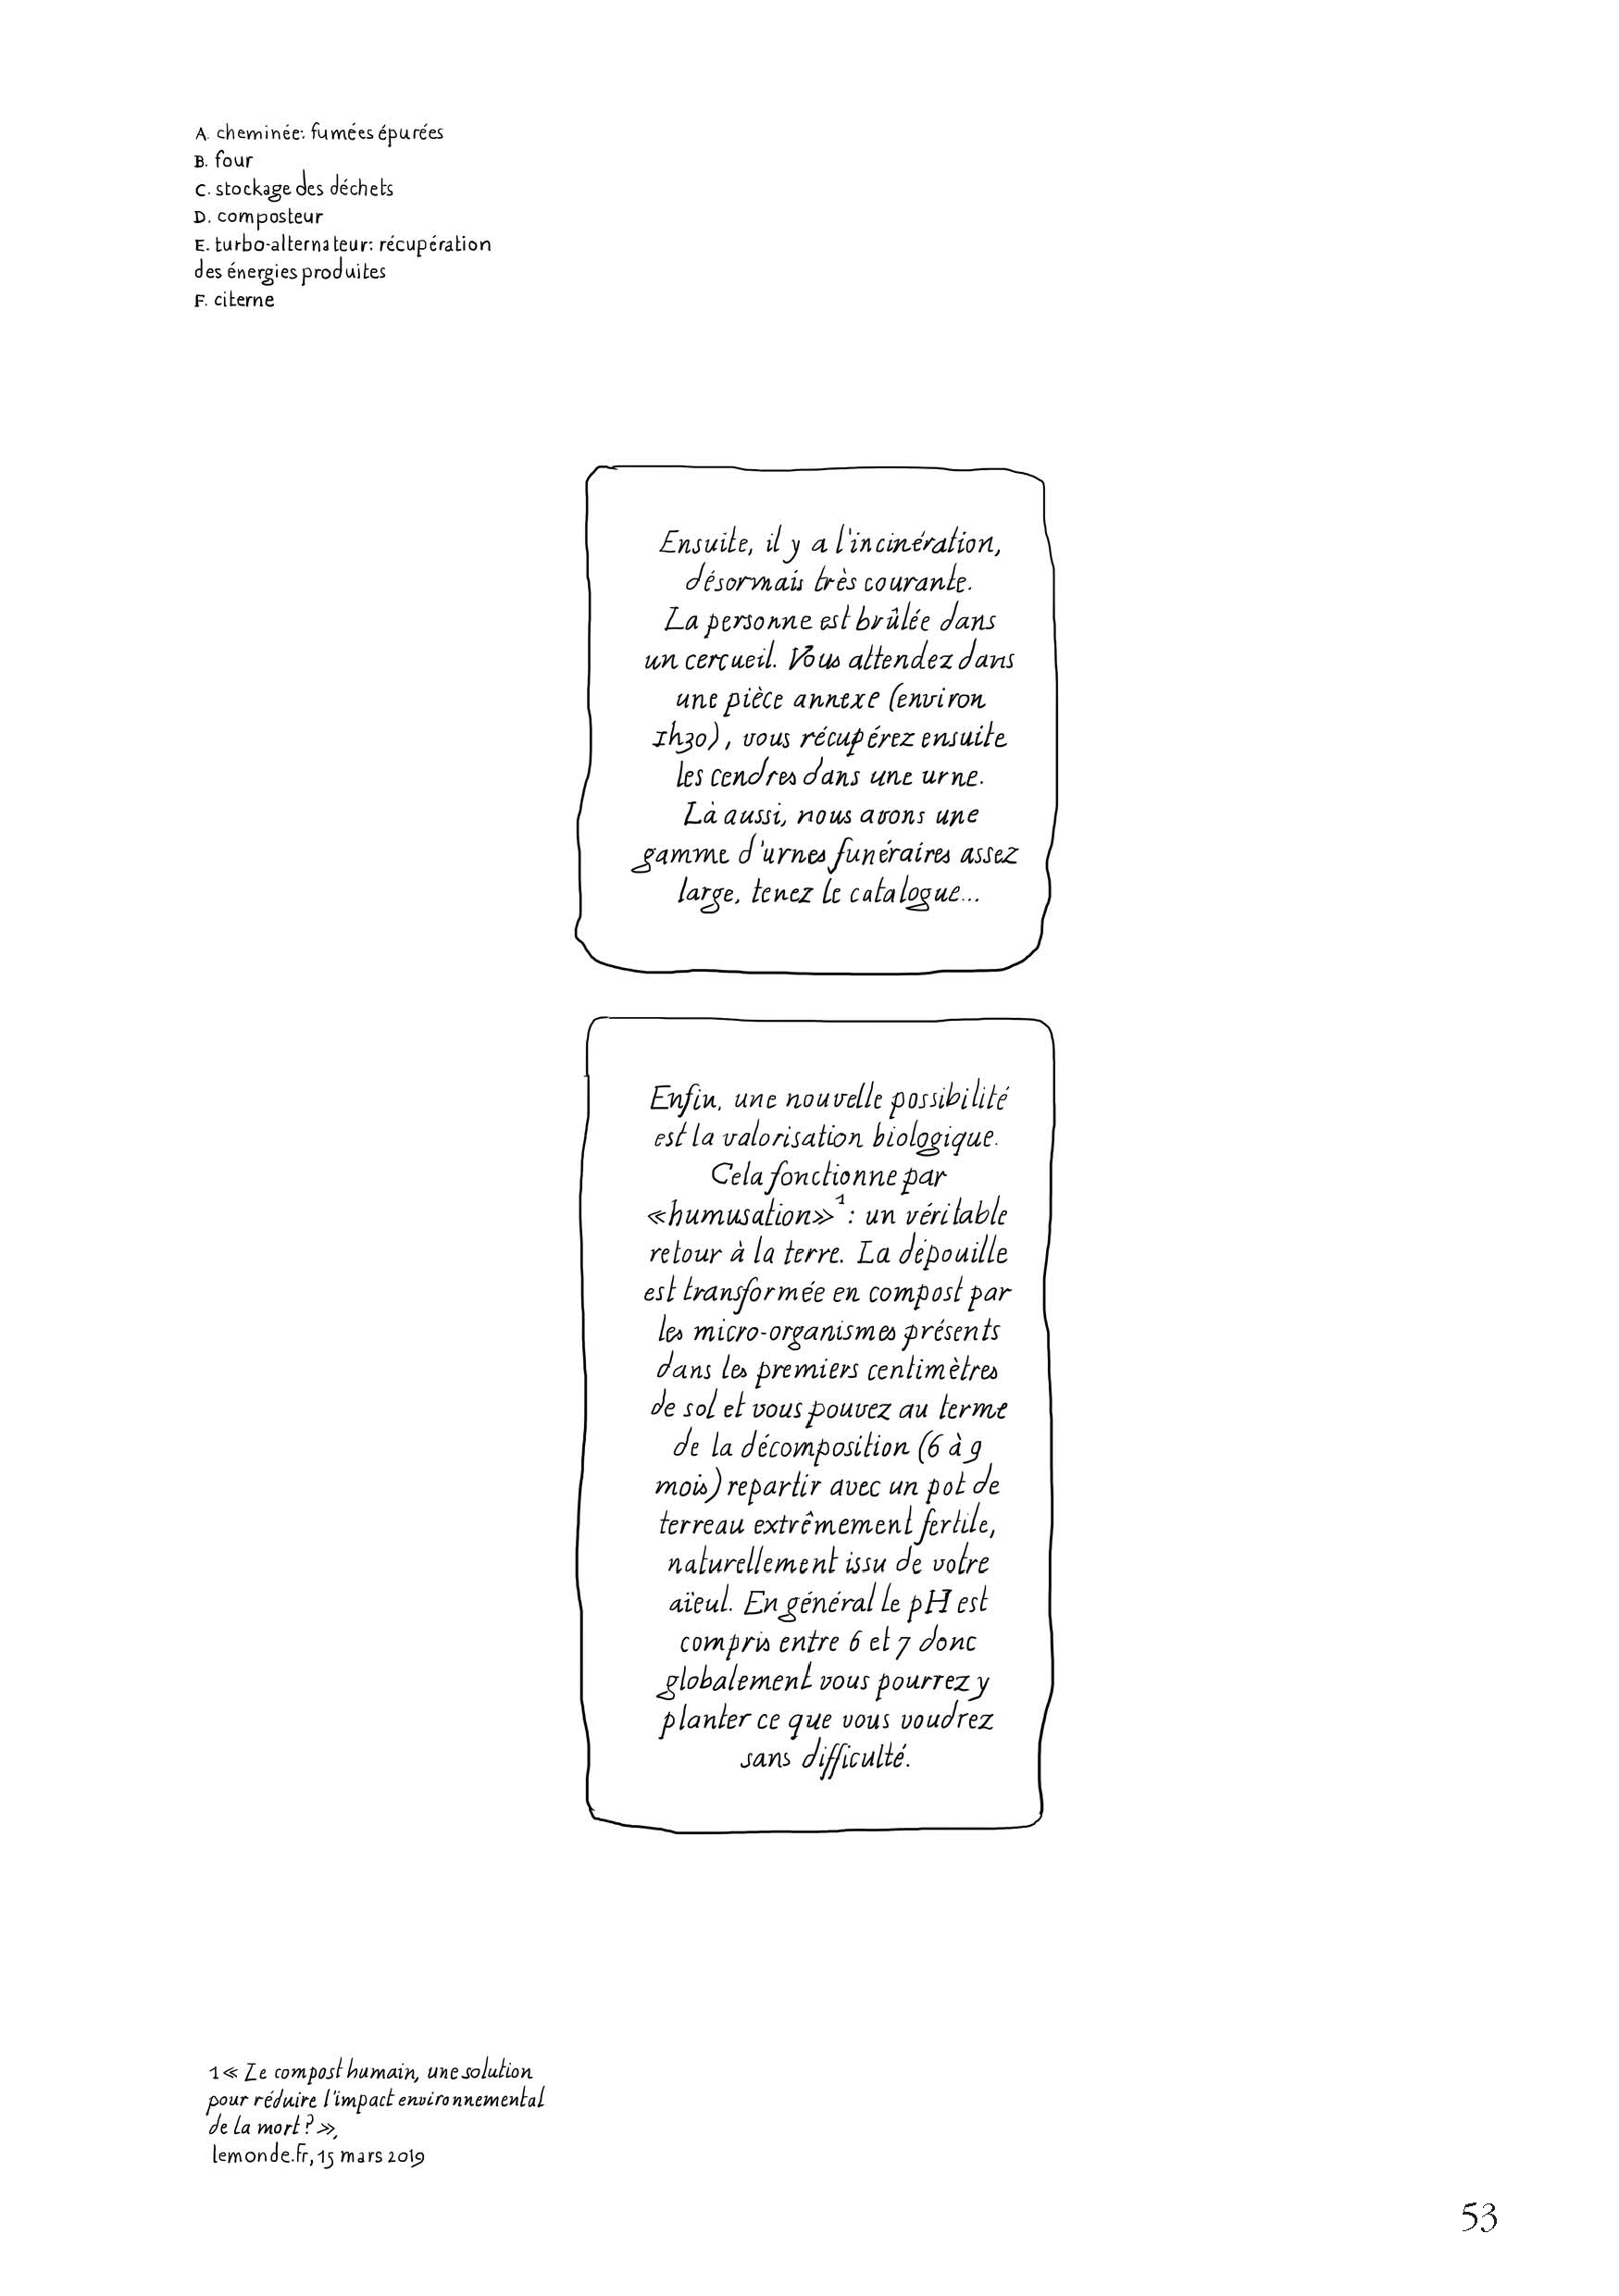 A. cheminée: fumées épurées
B. four
C. stockage des déchets
D. composteur
E. turbo-alternateur: récupération
des énergies produites
F. citerne
Ensuite, il y a l'incinération,
désormais très courante.
La personne est brûlée dans
un cercueil. Vous attendez dans
une pièce annexe (environ
1h30), vous récupérez ensuite
les cendres dans une urne.
Là aussi, nous avons une
gamme d'urnes funéraires assez
large, tenez le catalogue...
Enfin, une nouvelle possibilité
est la valorisation biologique.
Cela fonctionne par
«humusation»¹ : un véritable
retour à la terre. La dépouille
est transformée en compost par
les micro-organismes présents
dans les premiers centimètres
de sol et vous pouvez au terme
de la décomposition (6 à 9
mois) repartir avec un pot de
terreau extrêmement fertile,
naturellement issu de votre
aïeul. En général le pH est
compris entre 6 et 7 donc
globalement vous pourrez y
planter ce que vous voudrez
sans difficulté.
1 « Le compost humain, une solution
pour réduire l'impact environnemental
de la mort ? »,
lemonde.fr, 15 mars 2019
53